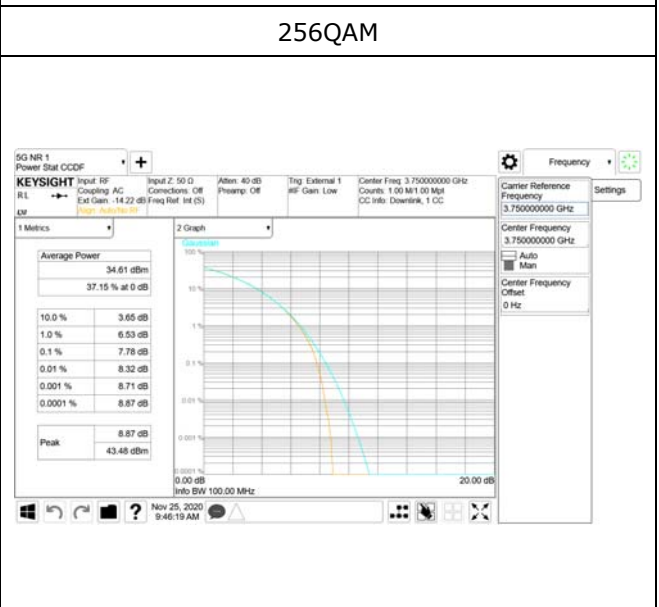 256QAM
5G NR 1
Power Stat CCDF
Frequency
KEYSIGHT
RL
Input: RF
Coupling: AC
Ext Gain: -14.22 dB
Align: Auto/No RF
Input Z: 50 Ω
Corrections: Off
Freq Ref: Int (S)
Atten: 40 dB
Preamp: Off
Trig: External 1
#IF Gain: Low
Center Freq: 3.750000000 GHz
Counts: 1.00 M/1.00 Mpt
CC Info: Downlink, 1 CC
1 Metrics
Average Power
34.61 dBm
37.15 % at 0 dB
10.0 % 3.65 dB
1.0 % 6.53 dB
0.1 % 7.78 dB
0.01 % 8.32 dB
0.001 % 8.71 dB
0.0001 % 8.87 dB
Peak
8.87 dB
43.48 dBm
2 Graph
Gaussian
100 %
10 %
1 %
0.1 %
0.01 %
0.001 %
0.0001 %
0.00 dB 20.00 dB
Info BW 100.00 MHz
Carrier Reference
Frequency
3.750000000 GHz
Settings
Center Frequency
3.750000000 GHz
Auto
Man
Center Frequency
Offset
0 Hz
?
Nov 25, 2020
9:46:19 AM